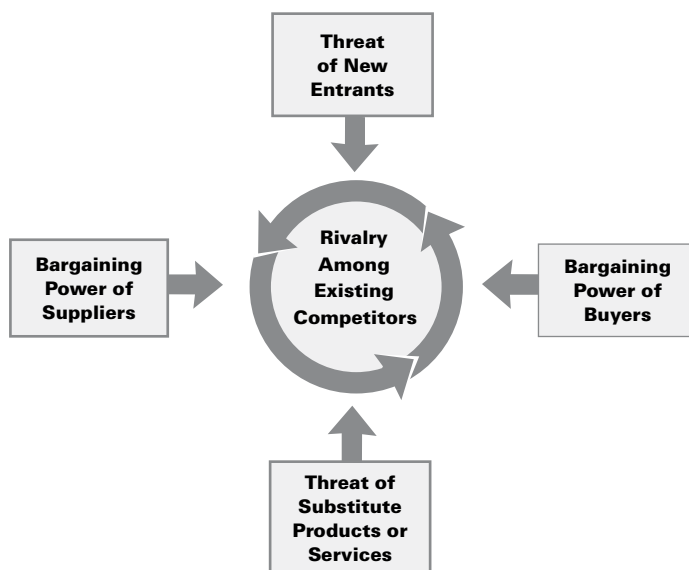 Threat
of New
Entrants
Bargaining
Power of
Suppliers
Rivalry
Among
Existing
Competitors
Bargaining
Power of
Buyers
Threat of
Substitute
Products or
Services